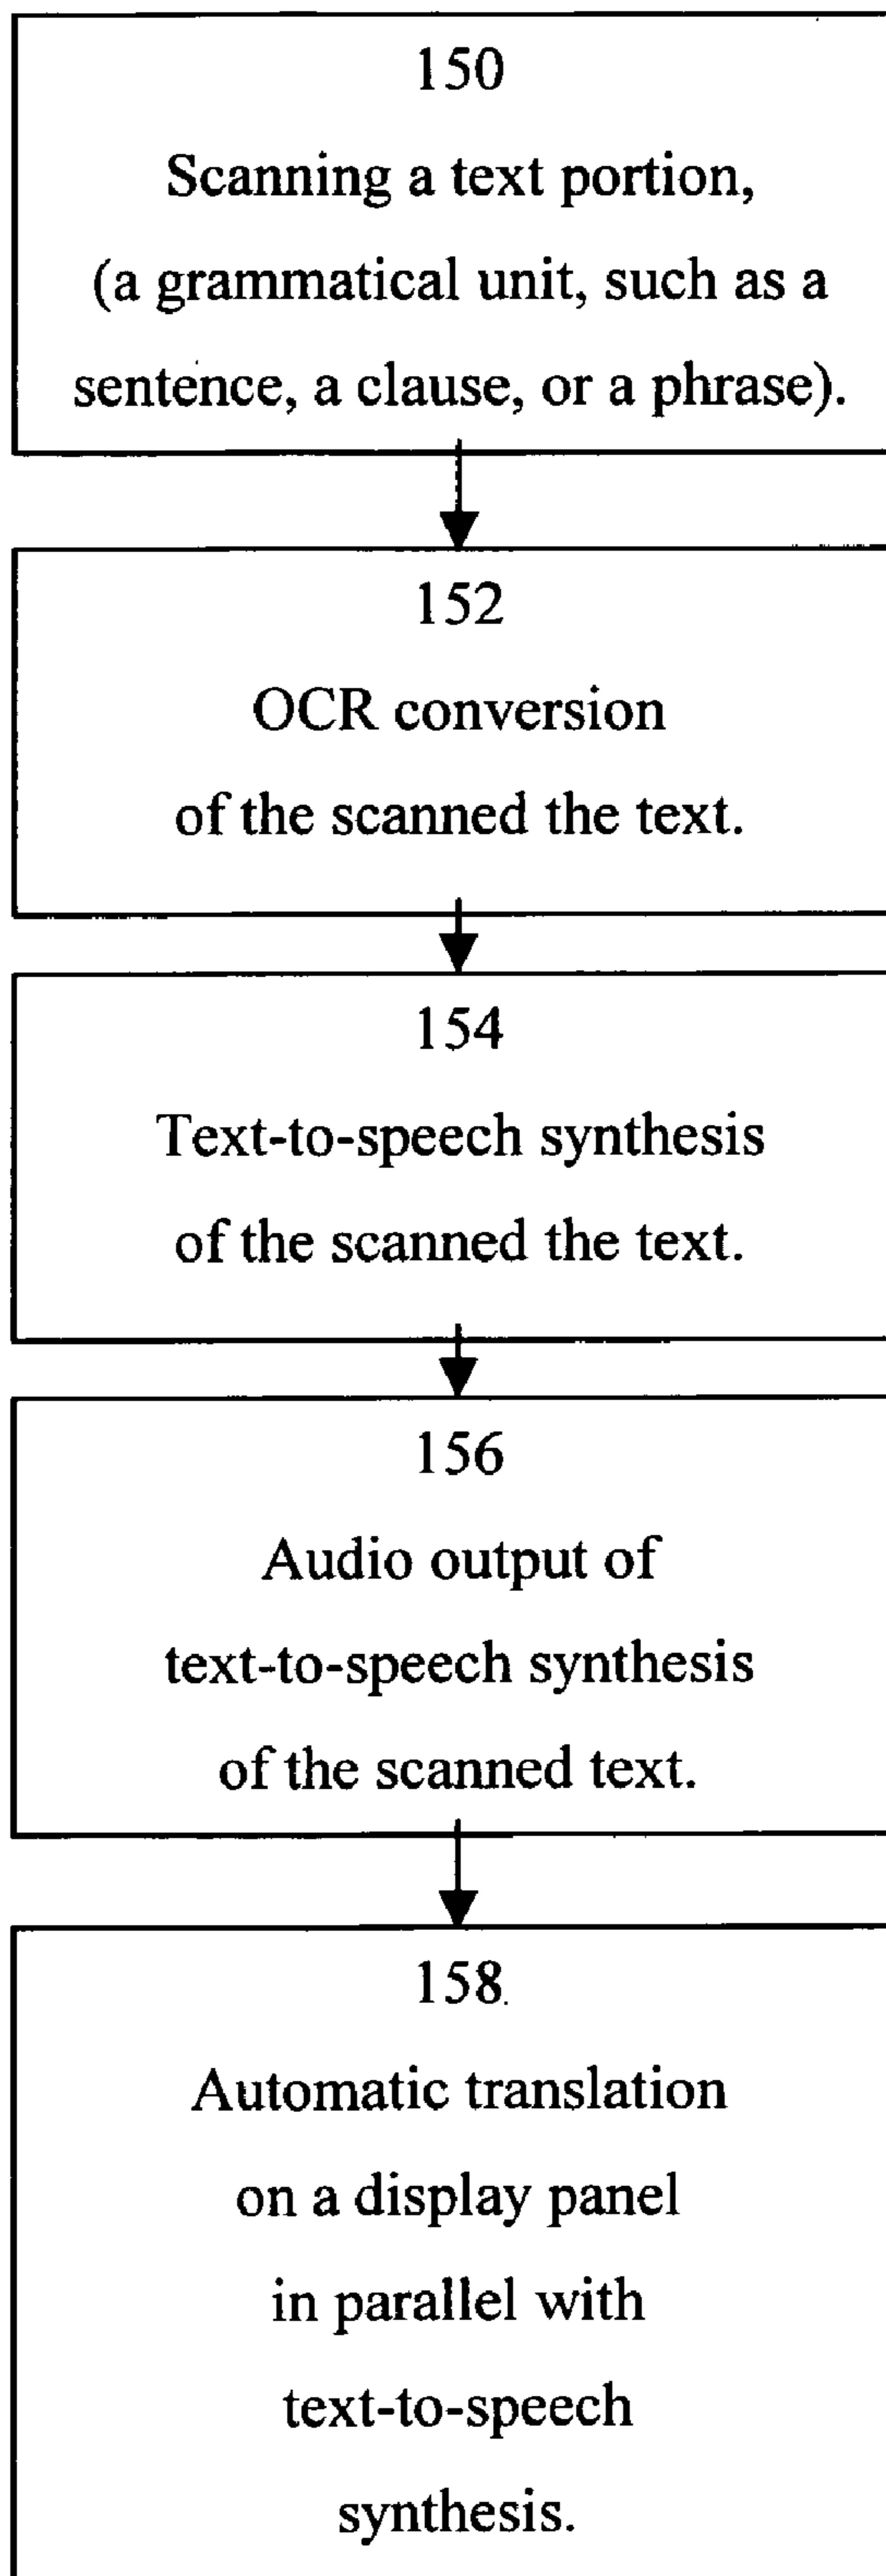 150
Scanning a text portion,
(a grammatical unit, such as a
sentence, a clause, or a phrase).
152
OCR conversion
of the scanned the text.
154
Text-to-speech synthesis
of the scanned the text.
156
Audio output of
text-to-speech synthesis
of the scanned text.
158
Automatic translation
on a display panel
in parallel with
text-to-speech
synthesis.